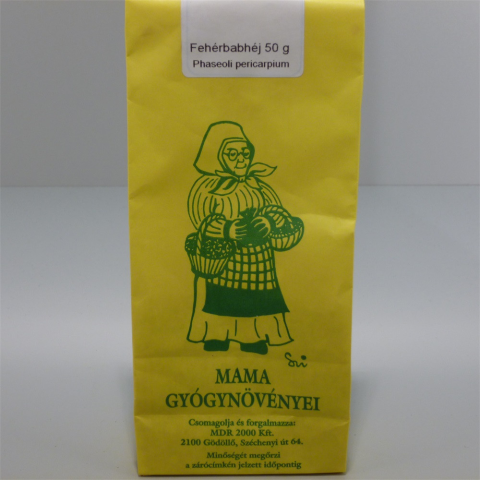 Fehérbabhéj 50 g
Phaseoli pericarpium
MAMA
GYÓGYNÖVÉNYEI
Csomagolja és forgalmazza:
MDR 2000 Kft.
2100 Gödöllő, Széchenyi út 64.
Minőségét megőrzi
a zárócímkén jelzett időpontig